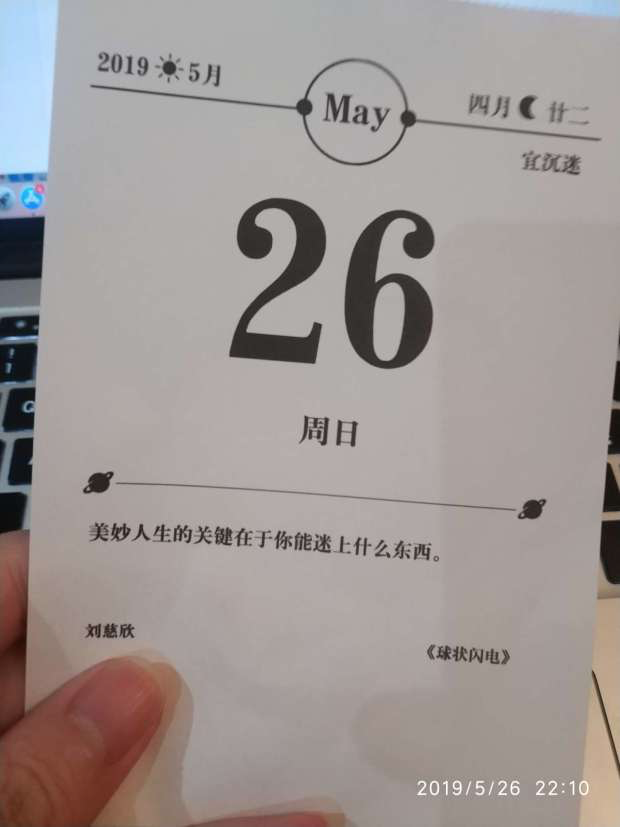 2019 5月
May
四月 廿二
宜沉迷
26
周日
美妙人生的关键在于你能迷上什么东西。
刘慈欣
《球状闪电》
2019/5/26 22:10